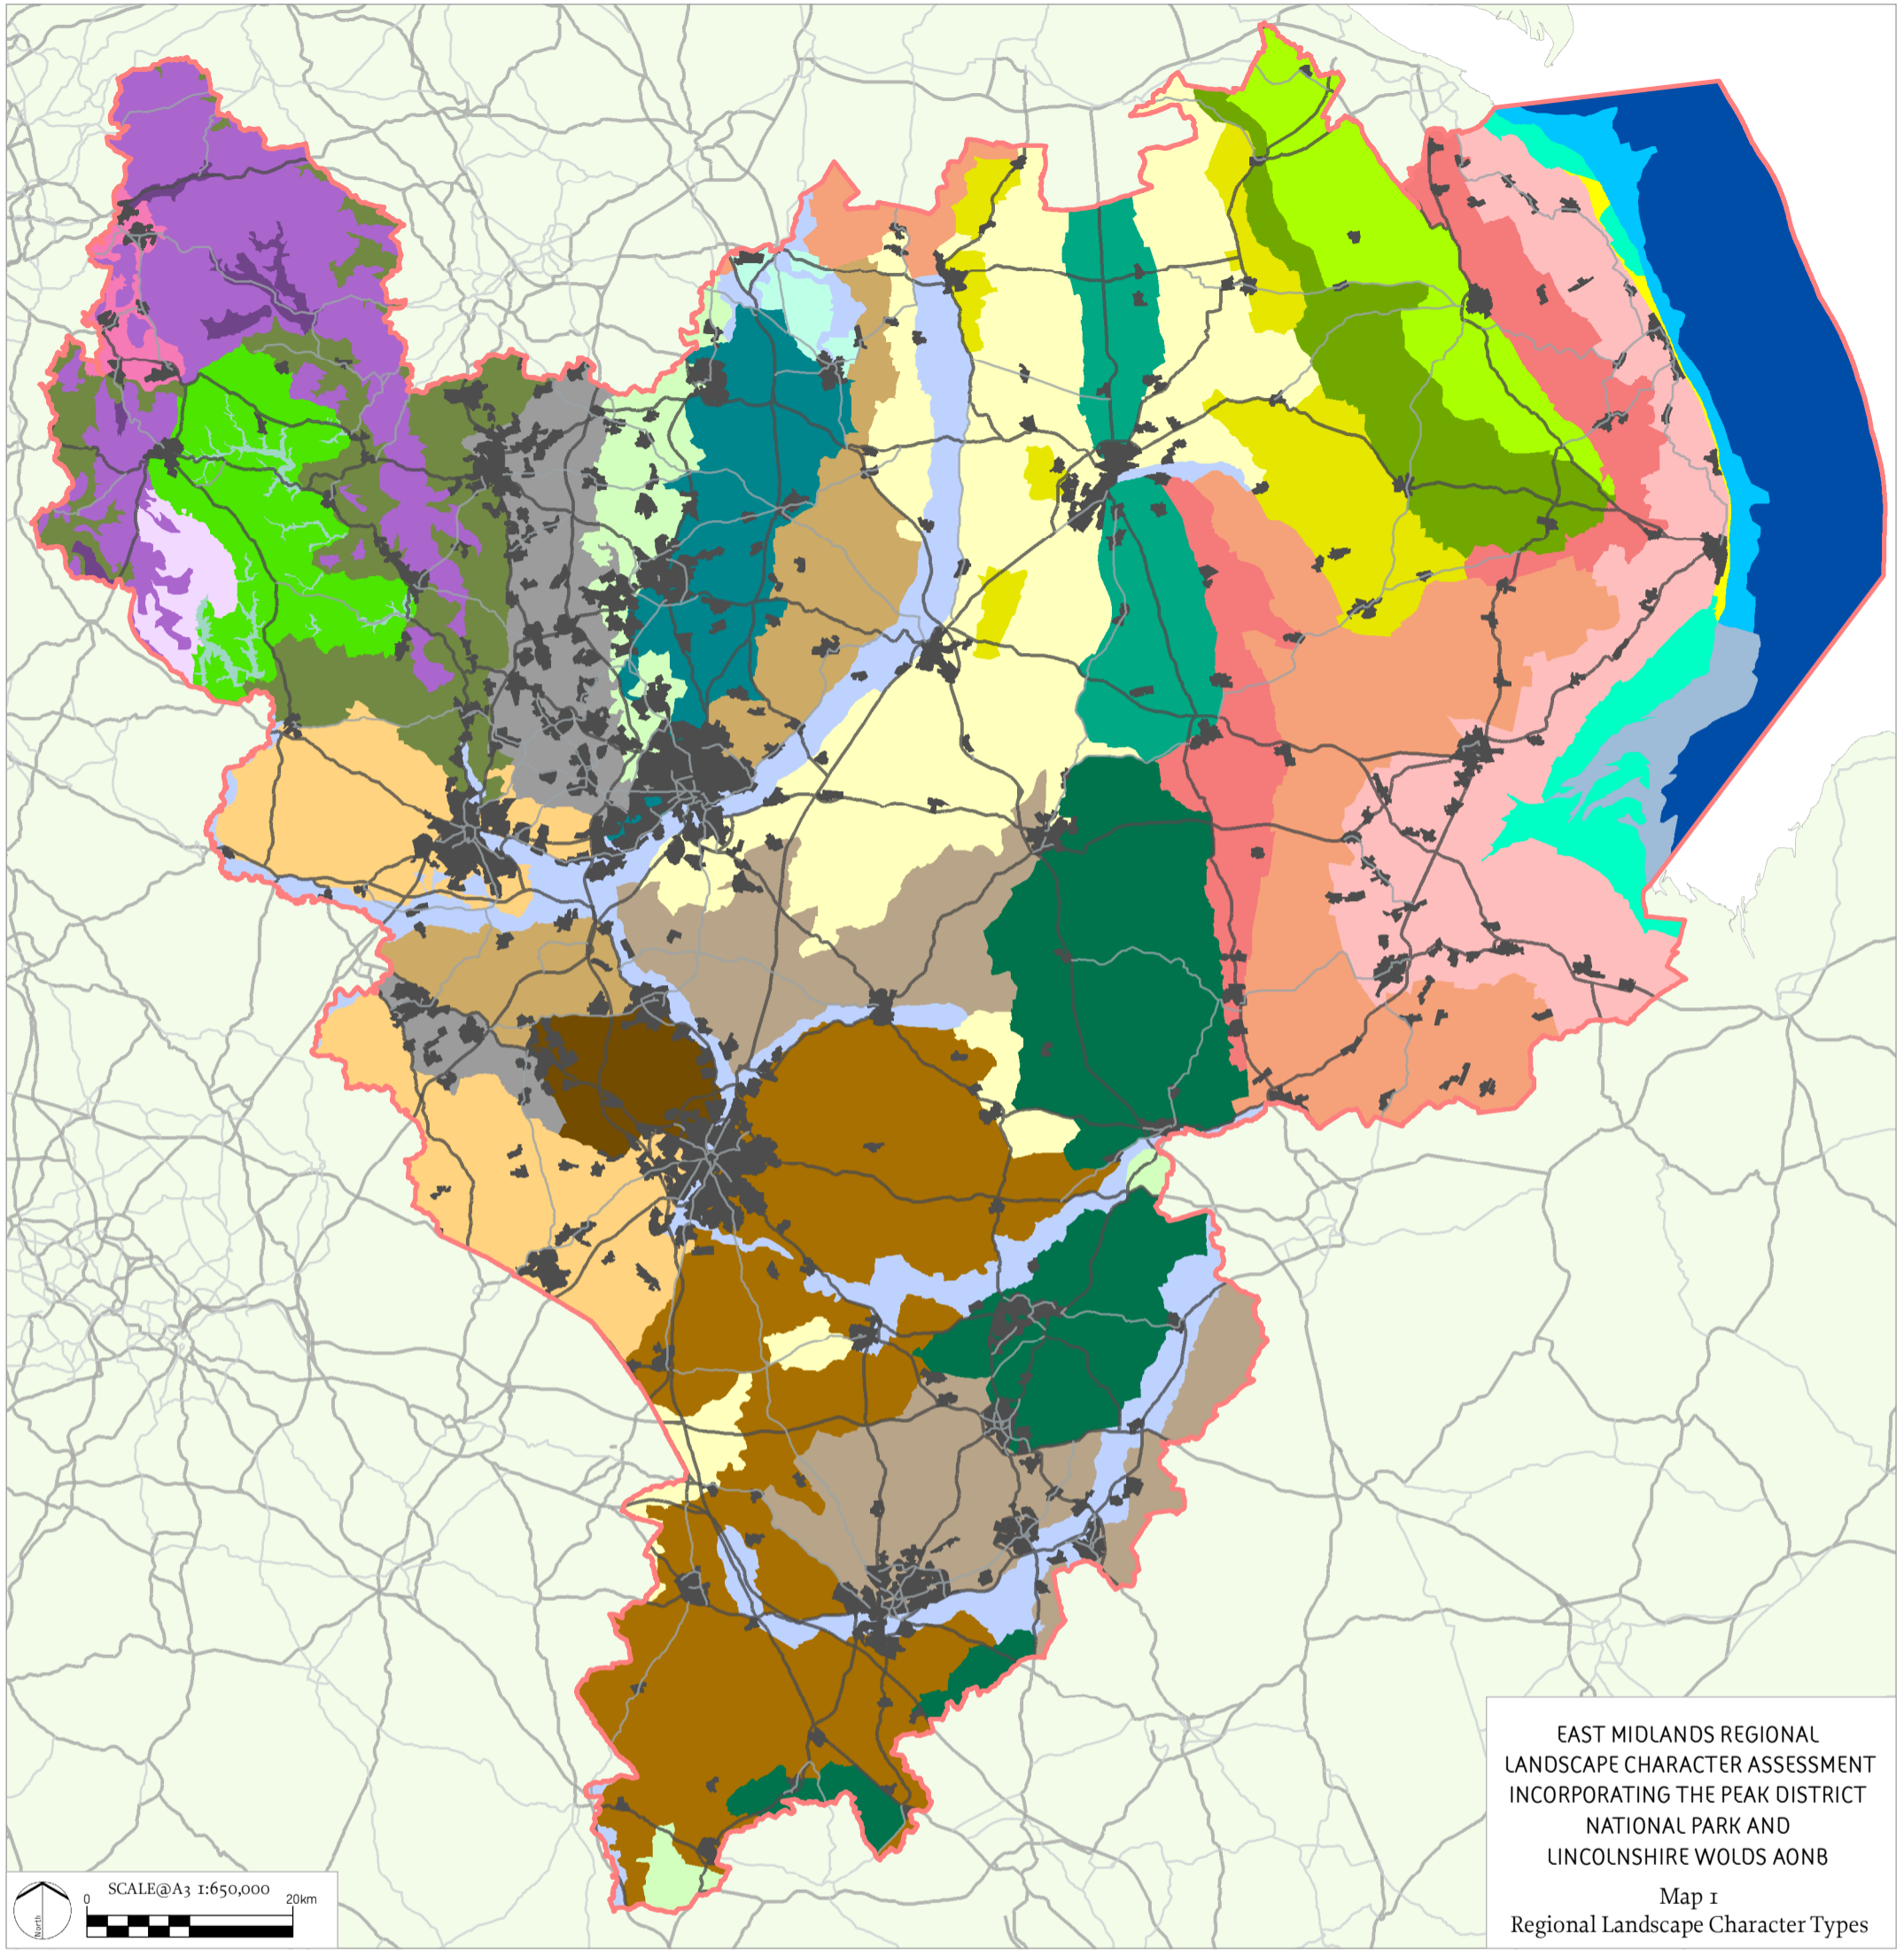 EAST MIDLANDS REGIONAL
LANDSCAPE CHARACTER ASSESSMENT
INCORPORATING THE PEAK DISTRICT
NATIONAL PARK AND
LINCOLNSHIRE WOLDS AONB
Map 1
Regional Landscape Character Types
North
SCALE@A3 1:650,000
0 20km